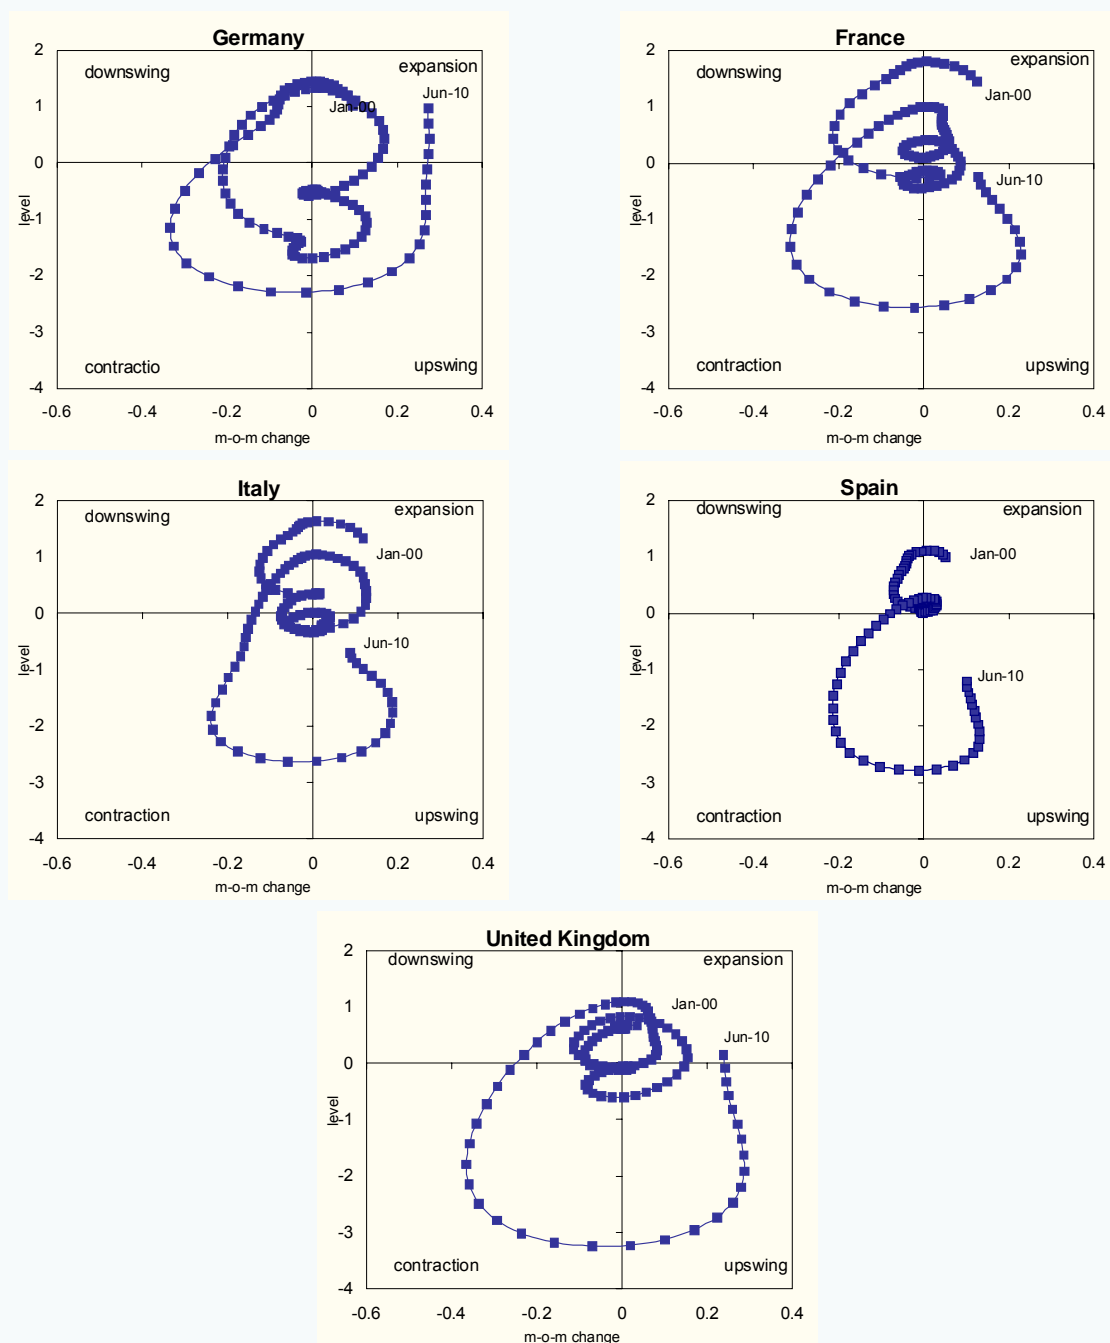 Germany
2
downswing
expansion
Jun-10
1
Jan-00
0
level
-1
-2
-3
contractio
upswing
-4
-0.6
-0.4
-0.2
0
0.2
0.4
m-o-m change
France
2
expansion
downswing
Jan-00
1
0
Jun-10
level
-1
-2
-3
contraction
upswing
-4
-0.6
-0.4
-0.2
0
0.2
0.4
m-o-m change
Italy
2
downswing
expansion
Jan-00
1
0
Jun-10
level
-1
-2
-3
contraction
upswing
-4
-0.6
-0.4
-0.2
0
0.2
0.4
m-o-m change
Spain
2
downswing
expansion
Jan-00
1
0
Jun-10
level
-1
-2
-3
contraction
upswing
-4
-0.6
-0.4
-0.2
0
0.2
0.4
m-o-m change
United Kingdom
2
downswing
expansion
Jan-00
1
Jun-10
0
level
-1
-2
-3
contraction
upswing
-4
-0.6
-0.4
-0.2
0
0.2
0.4
m-o-m change